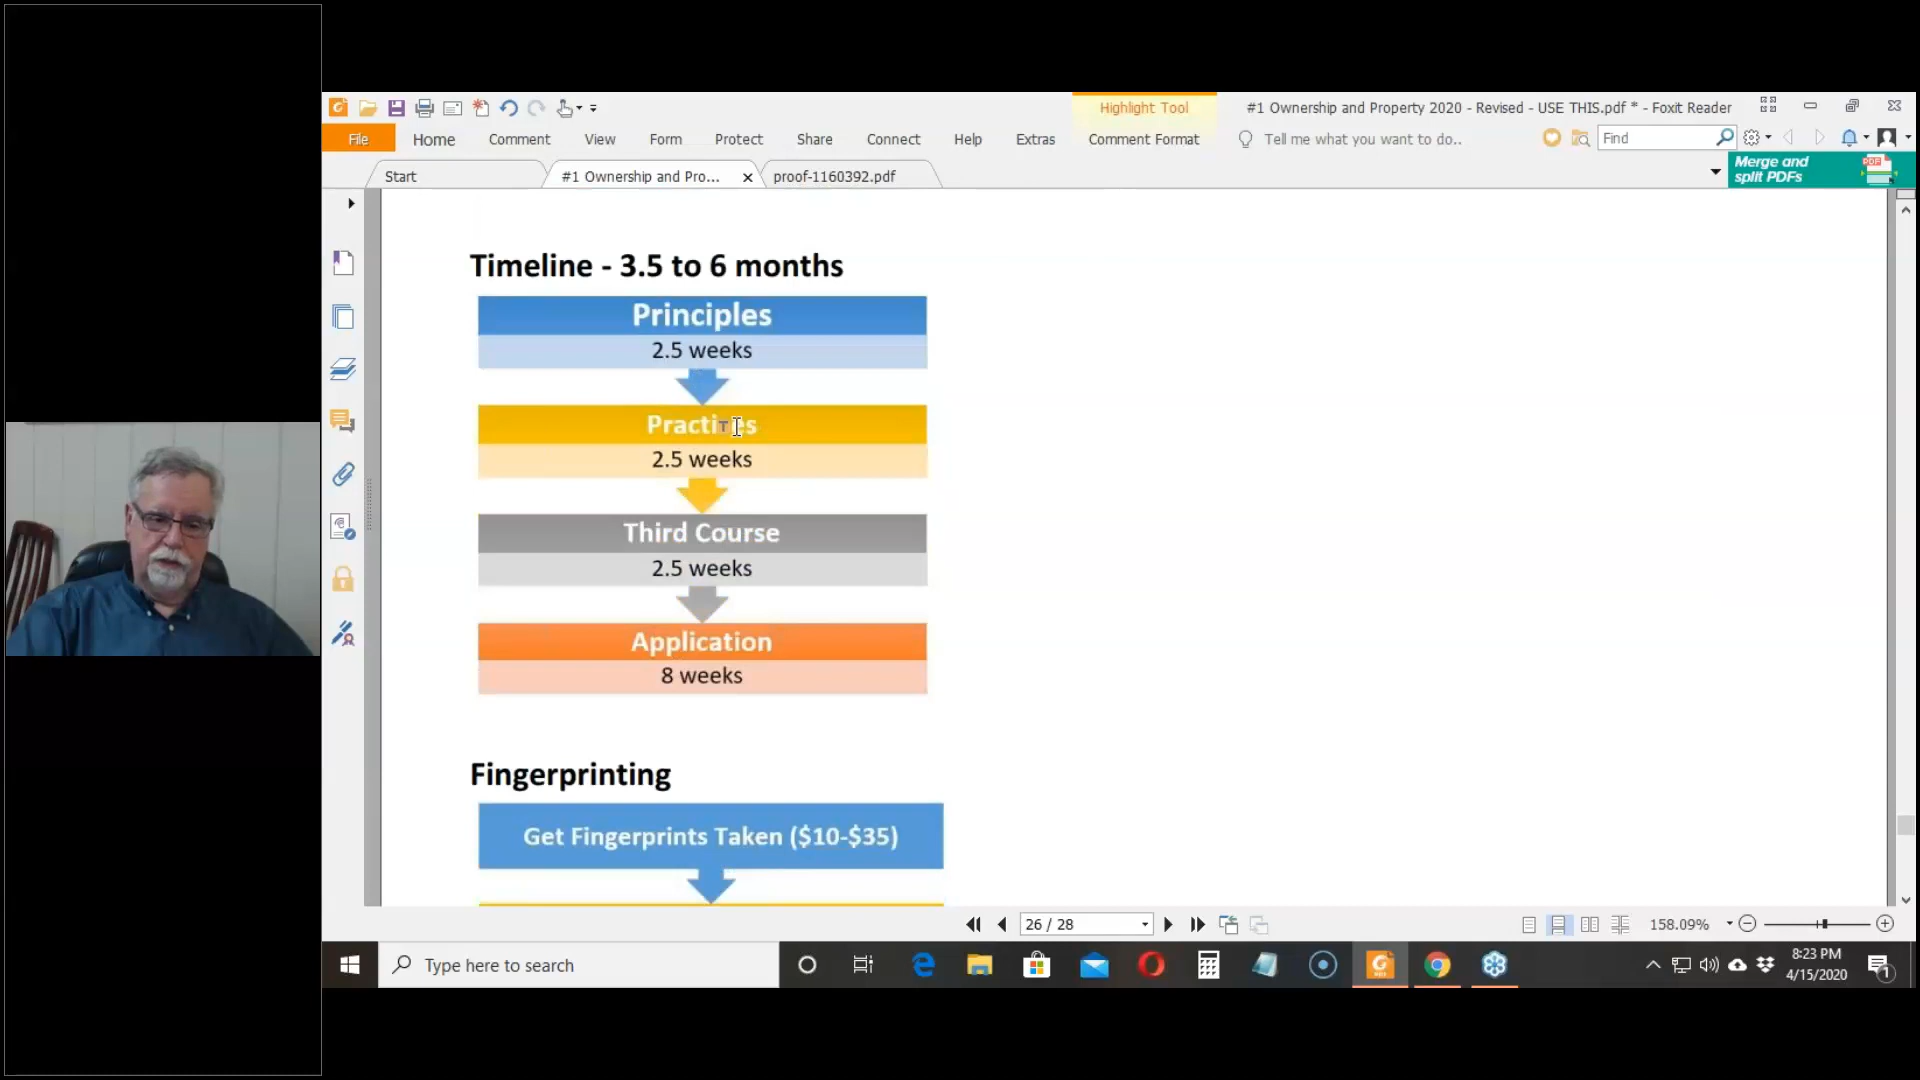 Highlight Tool
#1 Ownership and Property 2020 - Revised - USE THIS.pdf * - Foxit Reader
File Home Comment View Form Protect Share Connect Help Extras Comment Format Tell me what you want to do.. Find
Start #1 Ownership and Pro... proof-1160392.pdf
Merge and
split PDFs
Timeline - 3.5 to 6 months
Principles
2.5 weeks
Practices
2.5 weeks
Third Course
2.5 weeks
Application
8 weeks
Fingerprinting
Get Fingerprints Taken ($10-$35)
26 / 28
158.09%
Type here to search
8:23 PM
4/15/2020
1